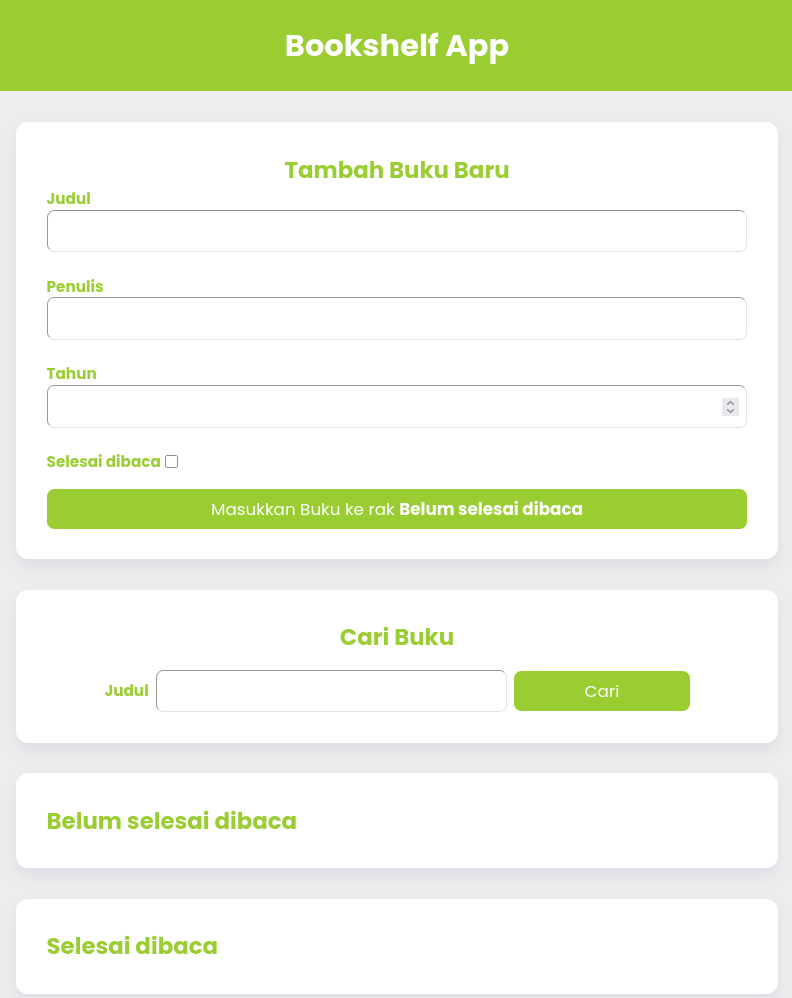 Bookshelf App
Tambah Buku Baru
Judul
Penulis
Tahun
Selesai dibaca
Masukkan Buku ke rak Belum selesai dibaca
Cari Buku
Judul
Cari
Belum selesai dibaca
Selesai dibaca